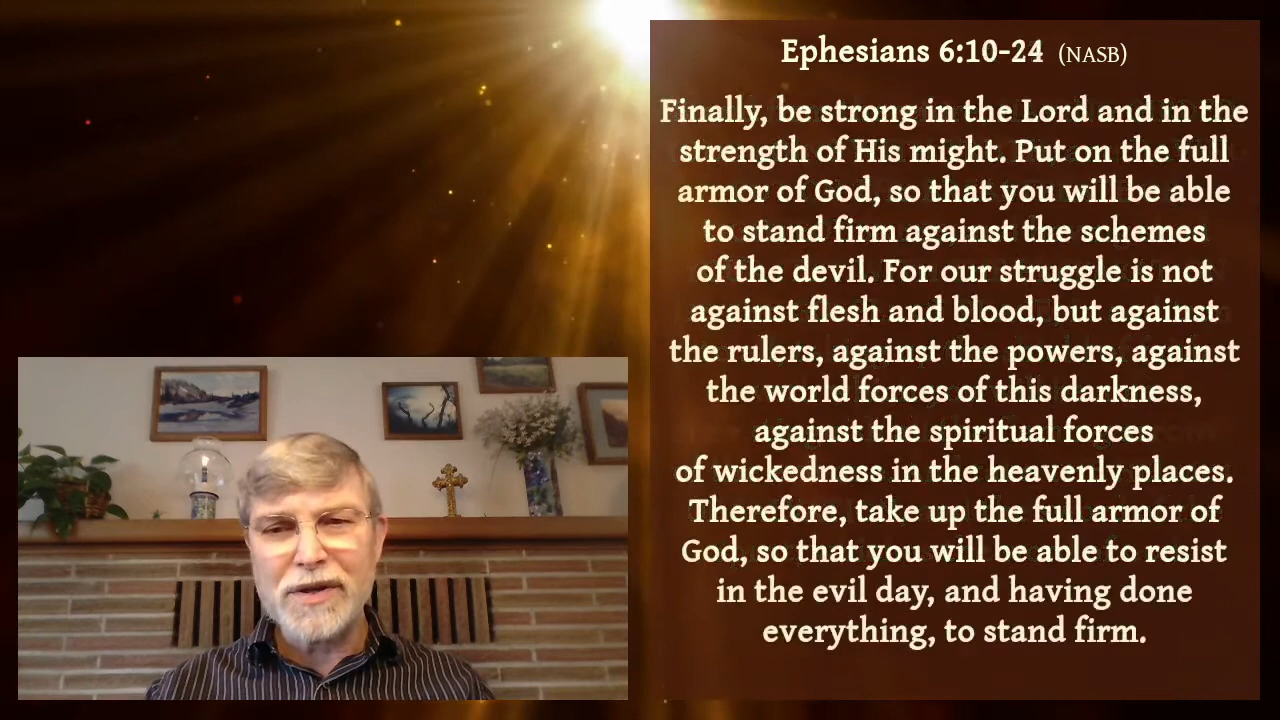 Ephesians 6:10-24 (NASB)
Finally, be strong in the Lord and in the
strength of His might. Put on the full
armor of God, so that you will be able
to stand firm against the schemes
of the devil. For our struggle is not
against flesh and blood, but against
the rulers, against the powers, against
the world forces of this darkness,
against the spiritual forces
of wickedness in the heavenly places.
Therefore, take up the full armor of
God, so that you will be able to resist
in the evil day, and having done
everything, to stand firm.